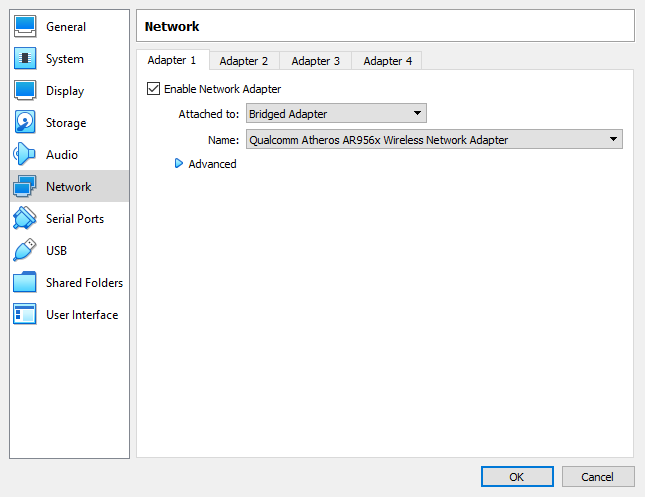 General
System
Display
Storage
Audio
Network
Serial Ports
USB
Shared Folders
User Interface
Network
Adapter 1 Adapter 2 Adapter 3 Adapter 4
Enable Network Adapter
Attached to: Bridged Adapter
Name: Qualcomm Atheros AR956x Wireless Network Adapter
Advanced
OK Cancel